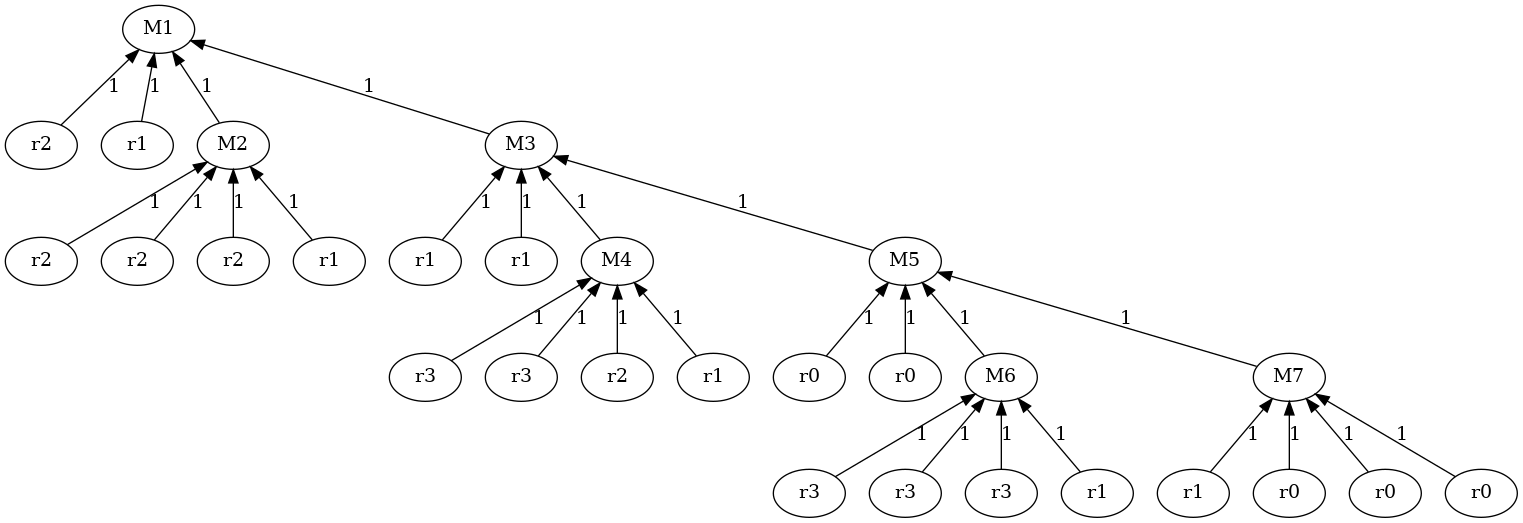 M1
1 1 1 1
r2 r1 M2 M3
1 1 1 1 1 1 1 1
r2 r2 r2 r1 r1 r1 M4 M5
1 1 1 1 1 1 1 1
r3 r3 r2 r1 r0 r0 M6 M7
1 1 1 1 1 1 1 1
r3 r3 r3 r1 r1 r0 r0 r0